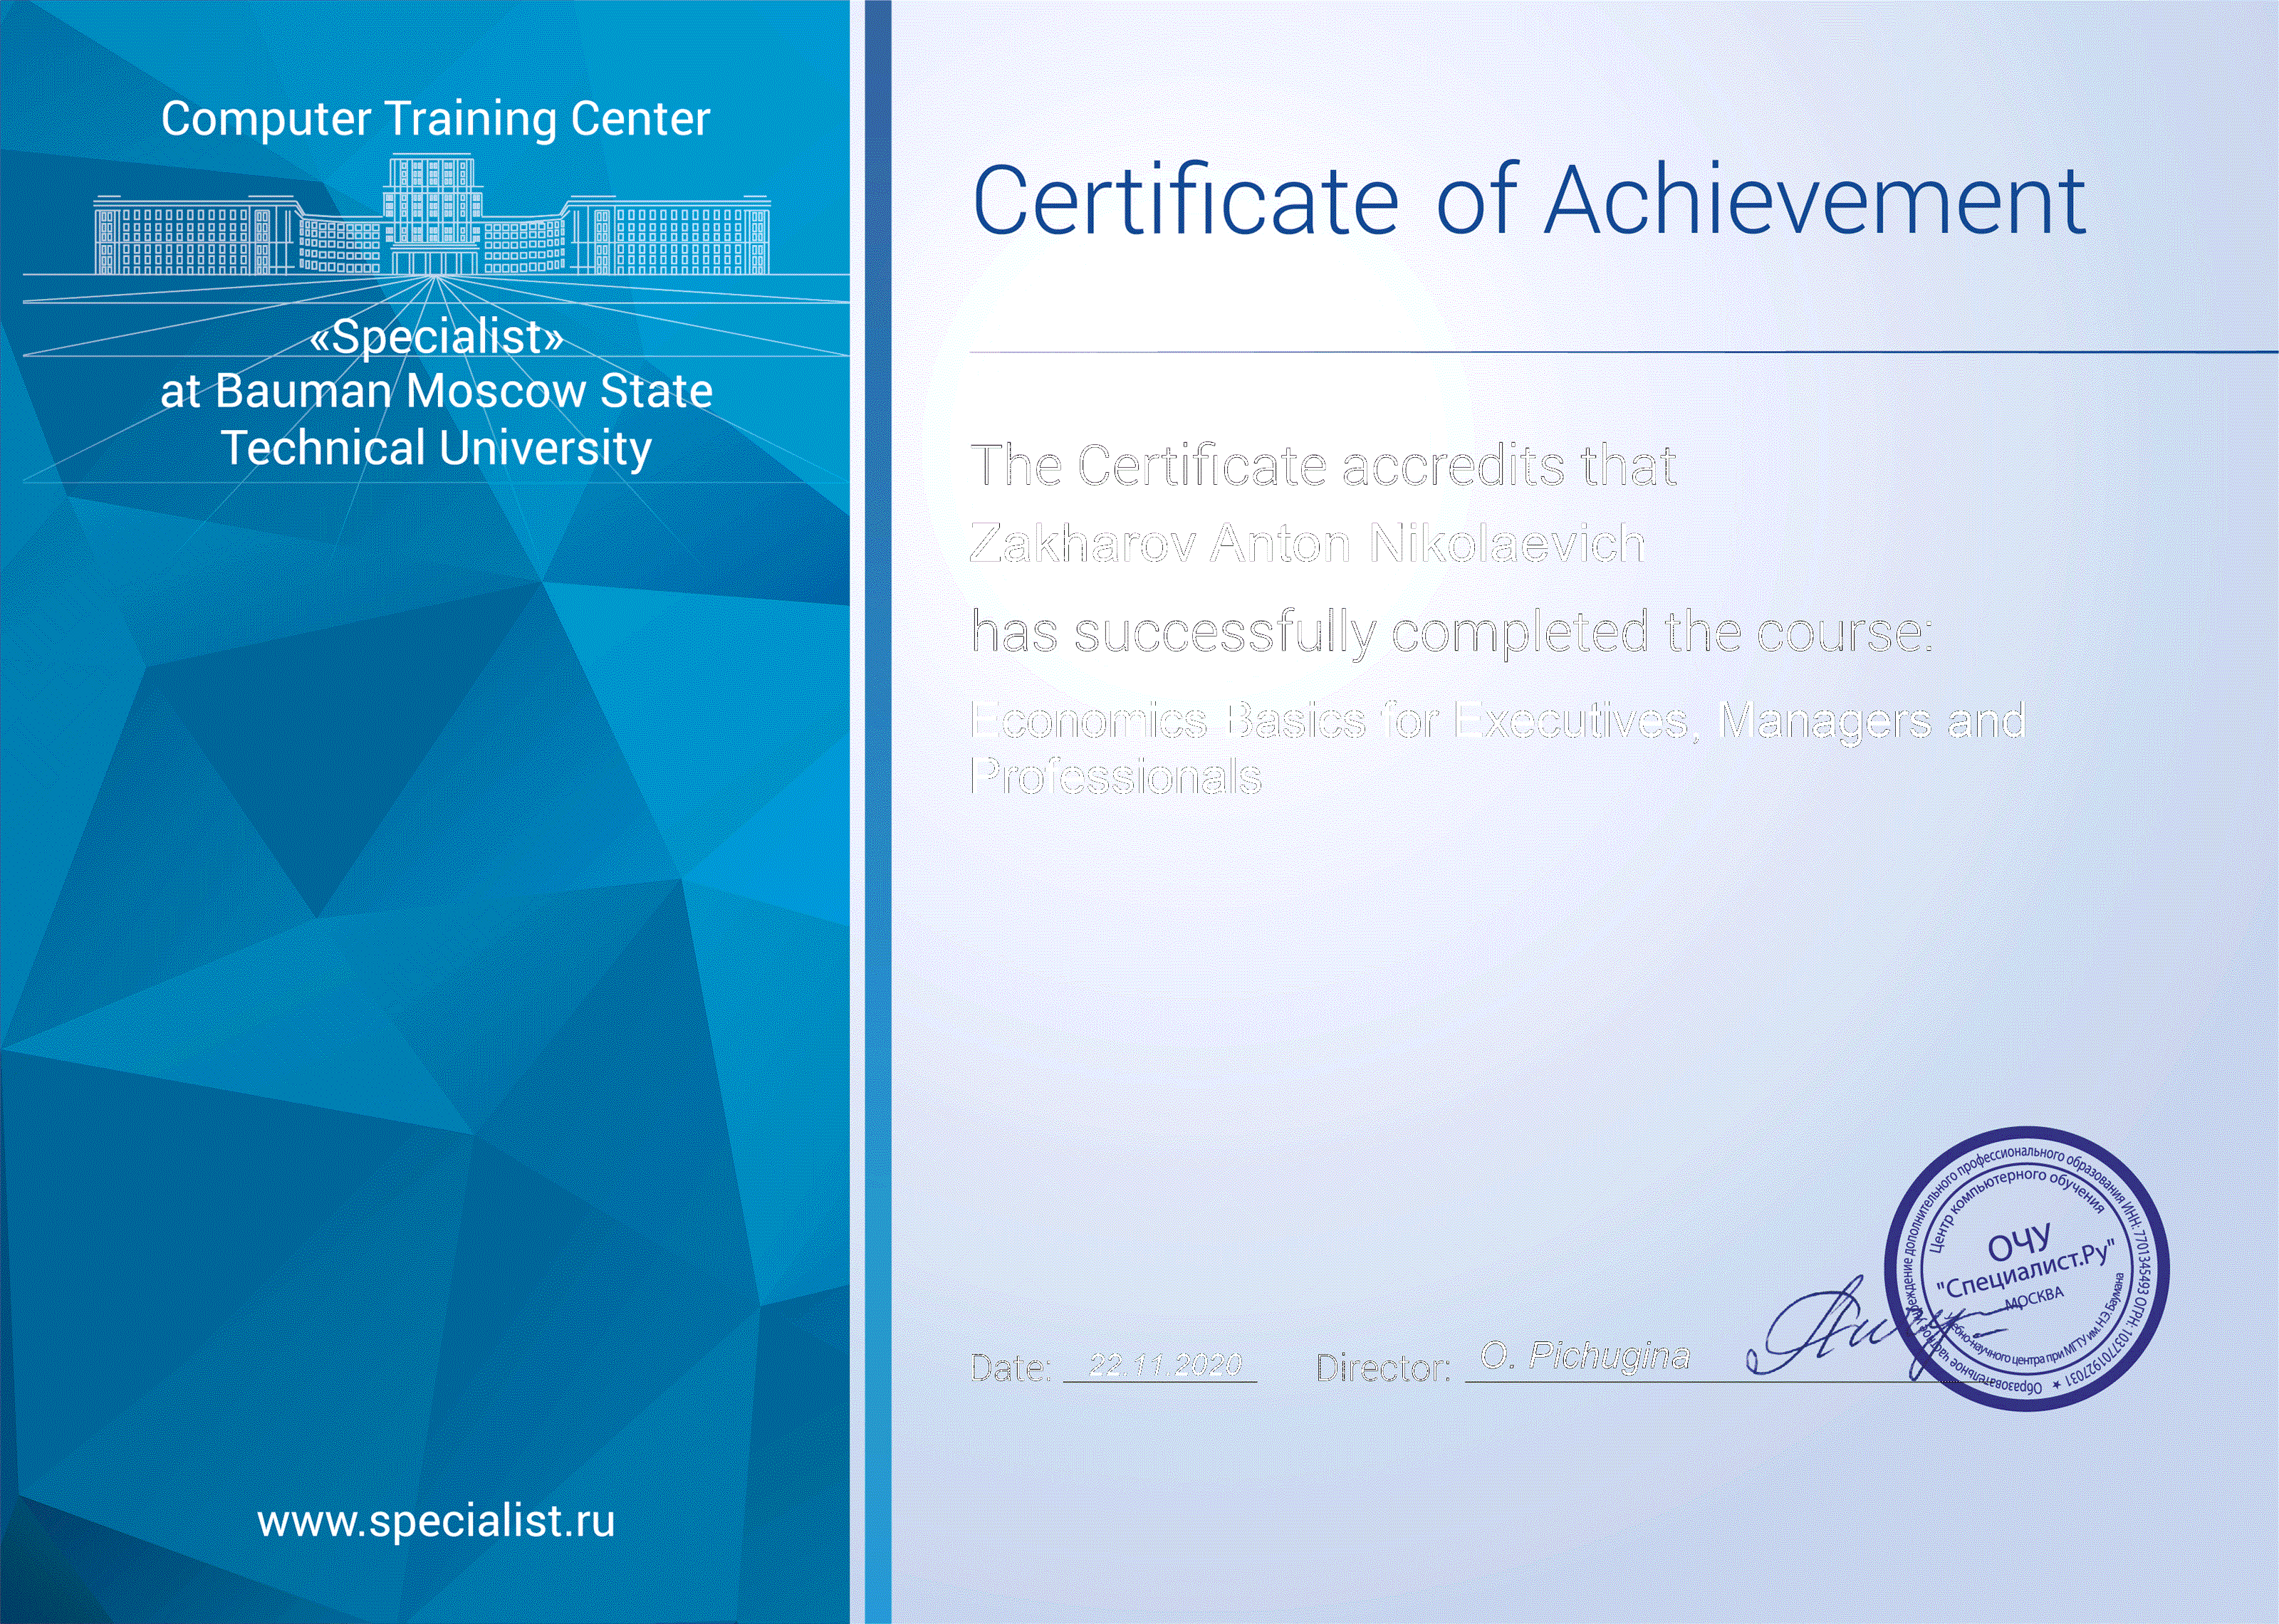 Computer Training Center
«Specialist»
at Bauman Moscow State
Technical University
www.specialist.ru
Certificate of Achievement
The Certificate accredits that
Zakharov Anton Nikolaevich
has successfully completed the course:
Economics Basics for Executives, Managers and
Professionals
Date: 22.11.2020 Director: O. Pichugina
Образовательное частное учреждение дополнительного профессионального образования ИНН: 7701345493 ОГРН: 1037701927031 ★
Центр компьютерного обучения
ОЧУ
"Специалист.Ру"
МОСКВА
Учебно-научного центра при МГТУ им. Н.Э. Баумана